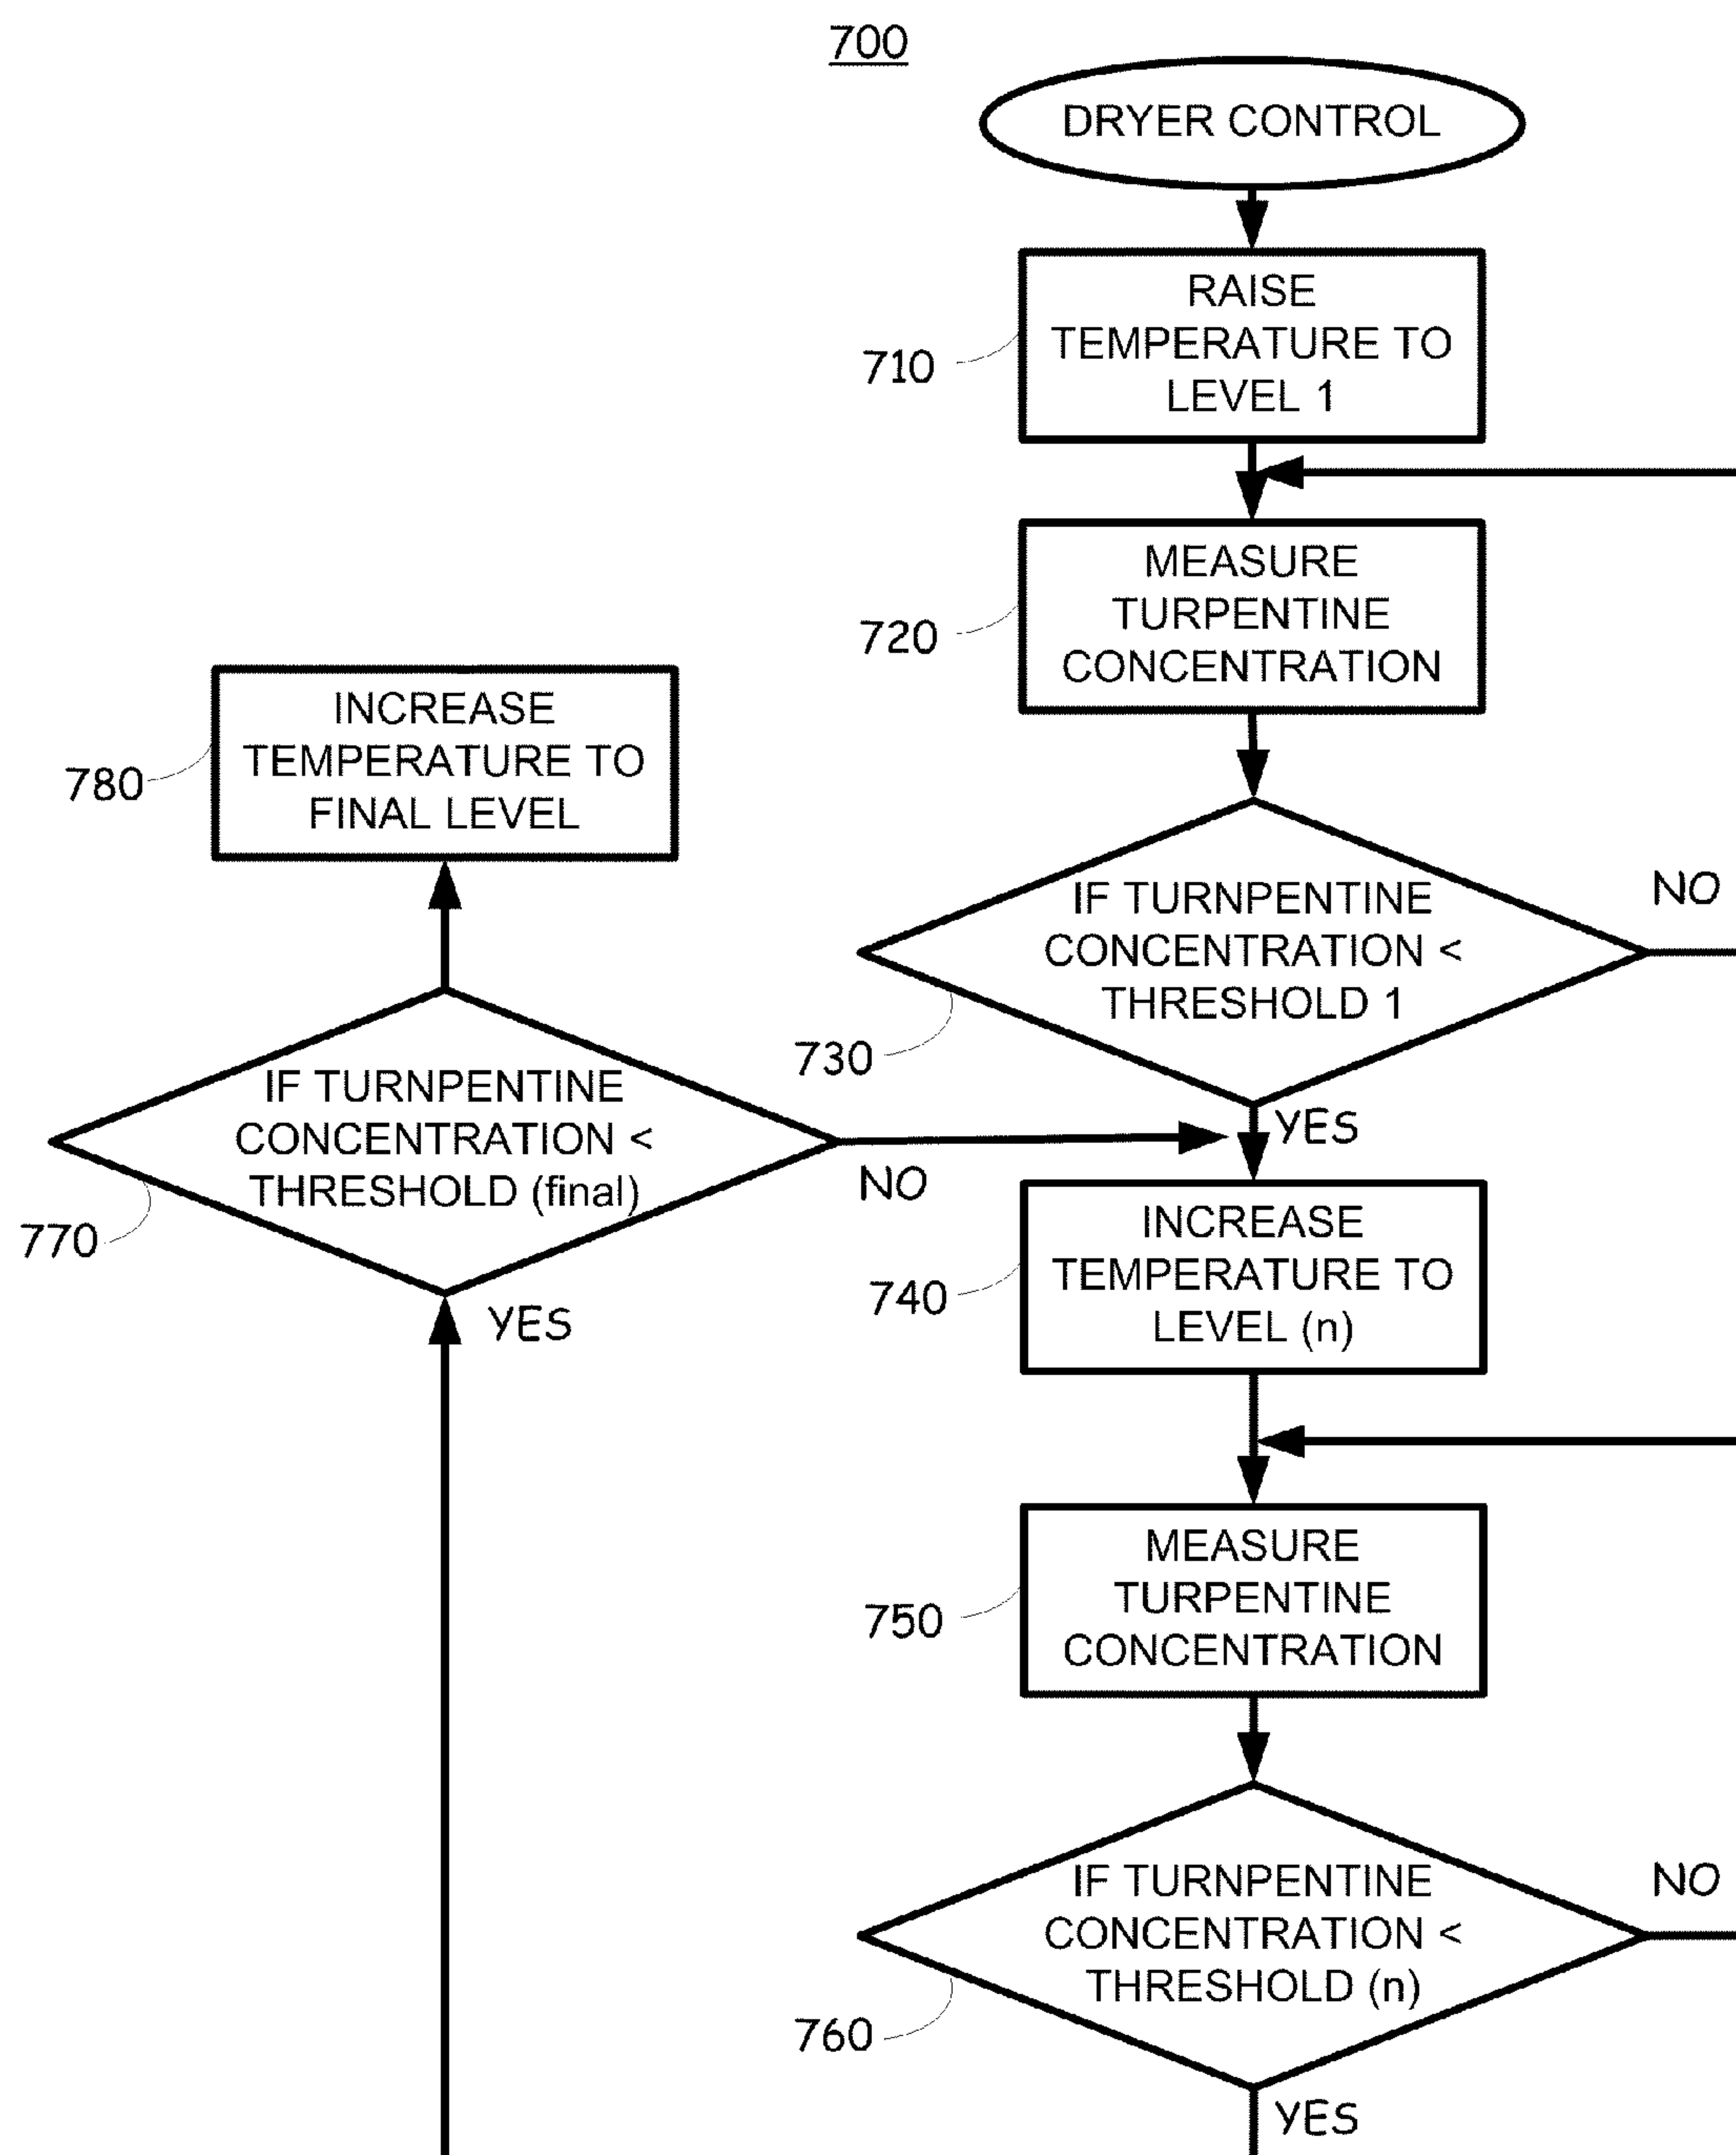 700
DRYER CONTROL
RAISE
TEMPERATURE TO
LEVEL 1
710
MEASURE
TURPENTINE
CONCENTRATION
720
IF TURNPENTINE
CONCENTRATION <
THRESHOLD 1
730
NO
YES
INCREASE
TEMPERATURE TO
LEVEL (n)
740
MEASURE
TURPENTINE
CONCENTRATION
750
IF TURNPENTINE
CONCENTRATION <
THRESHOLD (n)
760
NO
YES
IF TURNPENTINE
CONCENTRATION <
THRESHOLD (final)
770
NO
YES
INCREASE
TEMPERATURE TO
FINAL LEVEL
780